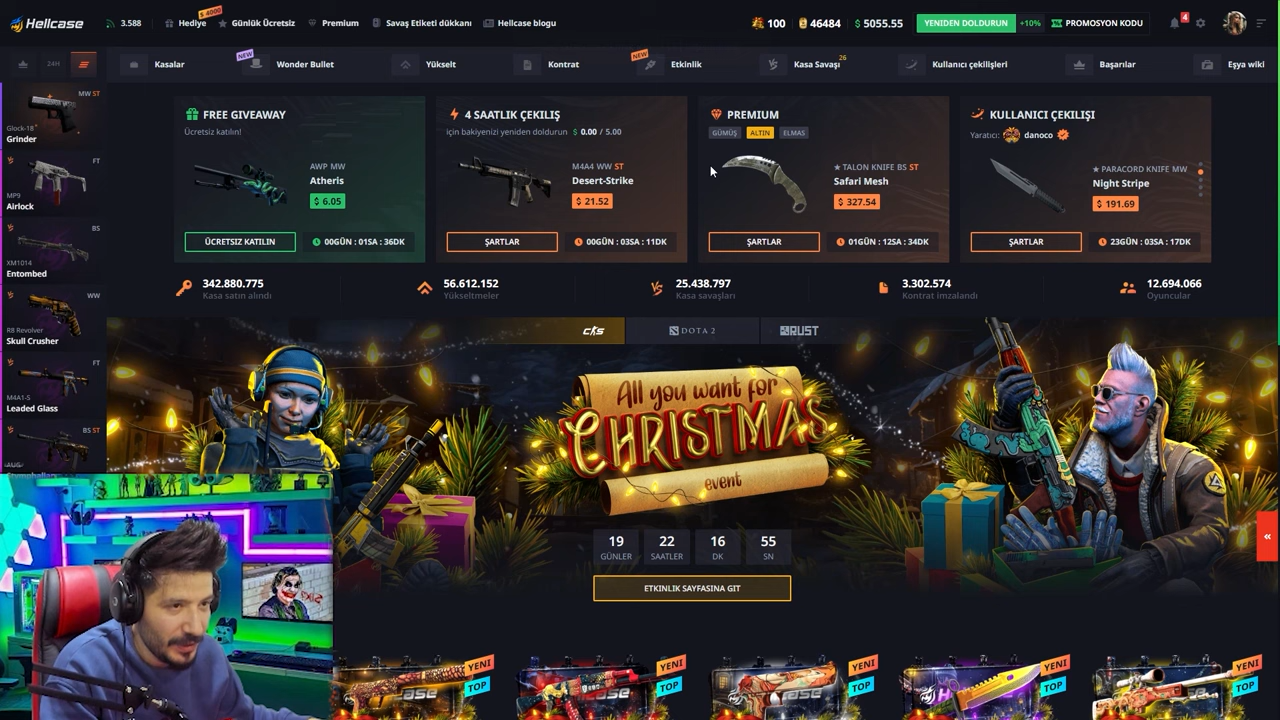 Hellcase
3.588
Hediye
$ 4000
Günlük Ücretsiz
Premium
Savaş Etiketi dükkanı
Hellcase blogu
100
46484
$ 5055.55
YENİDEN DOLDURUN
+10%
PROMOSYON KODU
4
24H
Kasalar
NEW
Wonder Bullet
Yükselt
Kontrat
NEW
Etkinlik
Kasa Savaşı
26
Kullanıcı çekilişleri
Başarılar
Eşya wiki
MW ST
Glock-18*
Grinder
FT
MP9
Airlock
BS
XM1014
Entombed
WW
R8 Revolver
Skull Crusher
FT
M4A1-S
Leaded Glass
BS ST
AUG
FREE GIVEAWAY
Ücretsiz katılın!
AWP MW
Atheris
$ 6.05
ÜCRETSIZ KATILIN
00GÜN : 01SA : 36DK
4 SAATLIK ÇEKILIŞ
için bakiyenizi yeniden doldurun $ 0.00 / 5.00
M4A4 WW ST
Desert-Strike
$ 21.52
ŞARTLAR
00GÜN : 03SA : 11DK
PREMIUM
GÜMÜŞ
ALTIN
ELMAS
★ TALON KNIFE BS ST
Safari Mesh
$ 327.54
ŞARTLAR
01GÜN : 12SA : 34DK
KULLANICI ÇEKILIŞI
Yaratıcı: danoco
★ PARACORD KNIFE MW
Night Stripe
$ 191.69
ŞARTLAR
23GÜN : 03SA : 17DK
342.880.775
Kasa satın alındı
56.612.152
Yükseltmeler
25.438.797
Kasa savaşları
3.302.574
Kontrat imzalandı
12.694.066
Oyuncular
DOTA 2
RUST
All you want for
CHRISTMAS
event
19
GÜNLER
22
SAATLER
16
DK
55
SN
ETKINLIK SAYFASINA GIT
«
YENI
TOP
YENI
TOP
YENI
TOP
YENI
TOP
YENI
TOP